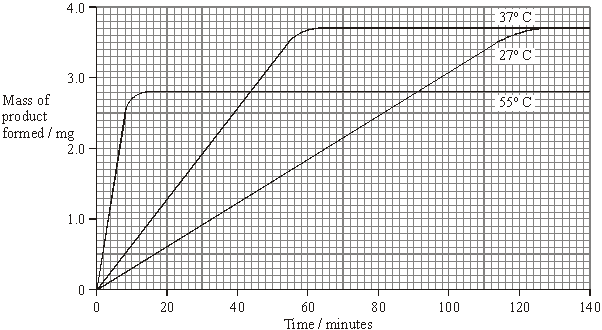 4.0
37° C
27° C
3.0
Mass of
product
formed / mg
55° C
2.0
1.0
0
0 20 40 60 80 100 120 140
Time / minutes